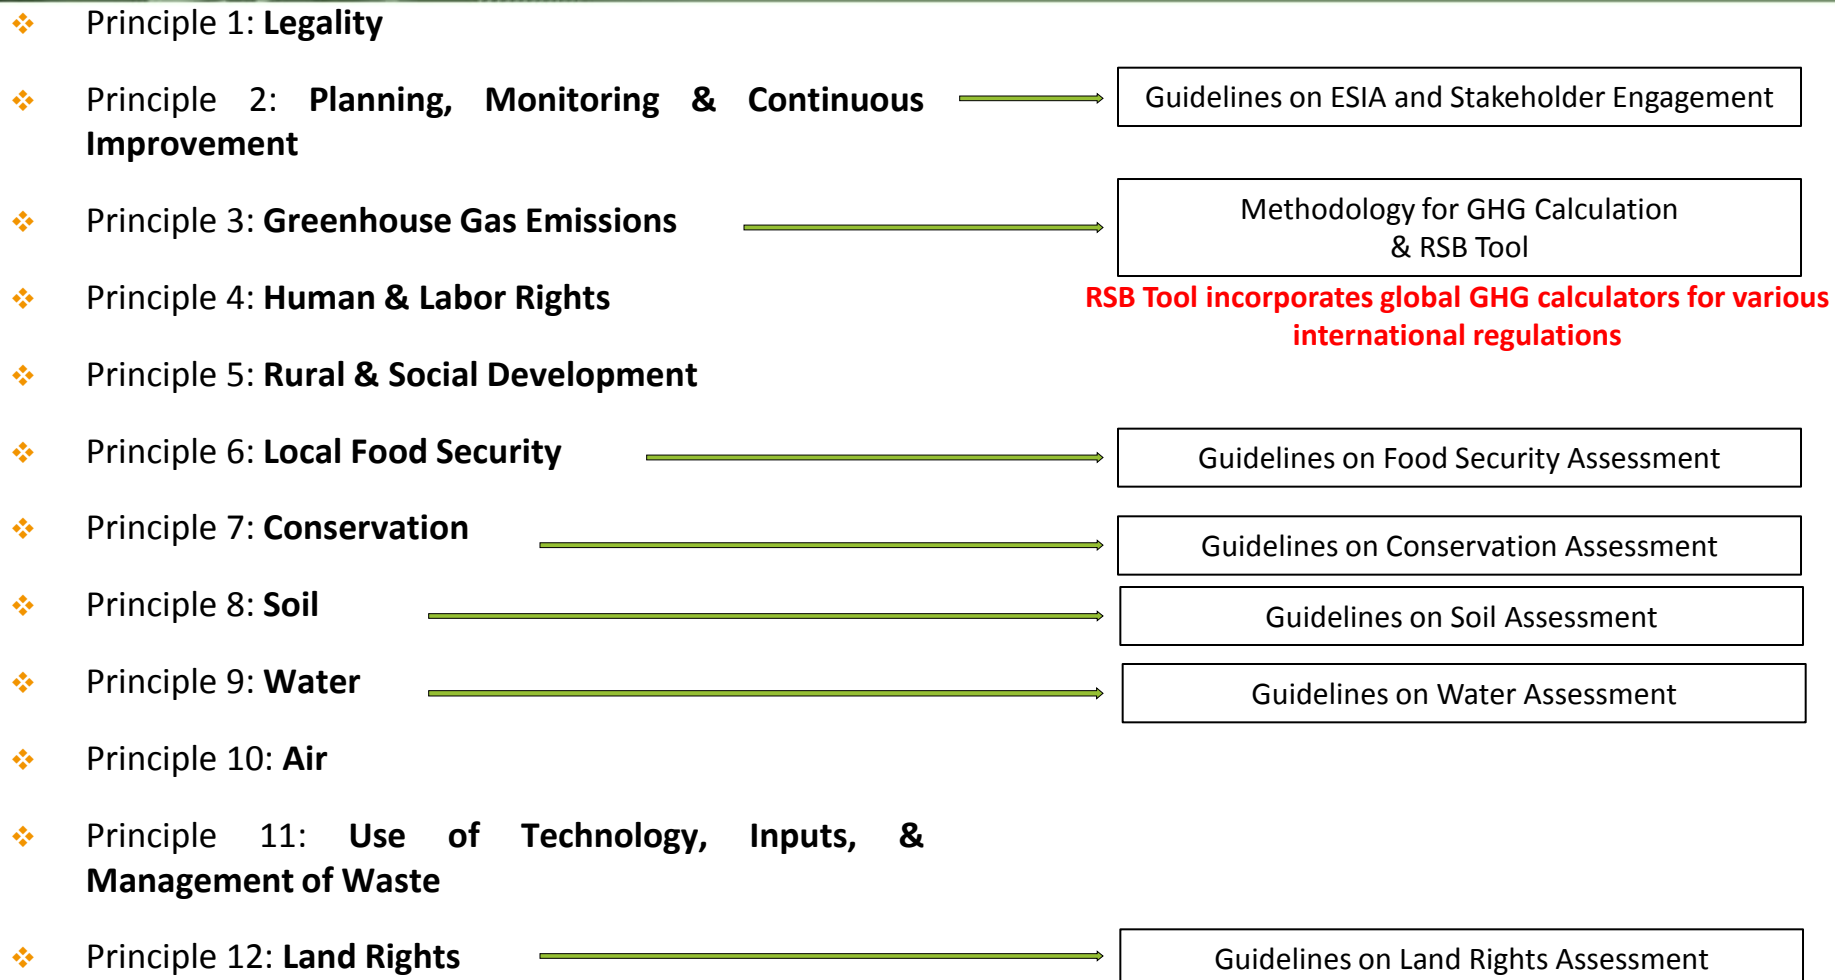 Principle 1: Legality
Principle 2: Planning, Monitoring & Continuous
Improvement
Guidelines on ESIA and Stakeholder Engagement
Principle 3: Greenhouse Gas Emissions
Methodology for GHG Calculation
& RSB Tool
Principle 4: Human & Labor Rights
RSB Tool incorporates global GHG calculators for various
international regulations
Principle 5: Rural & Social Development
Principle 6: Local Food Security
Guidelines on Food Security Assessment
Principle 7: Conservation
Guidelines on Conservation Assessment
Principle 8: Soil
Guidelines on Soil Assessment
Principle 9: Water
Guidelines on Water Assessment
Principle 10: Air
Principle 11: Use of Technology, Inputs, &
Management of Waste
Principle 12: Land Rights
Guidelines on Land Rights Assessment